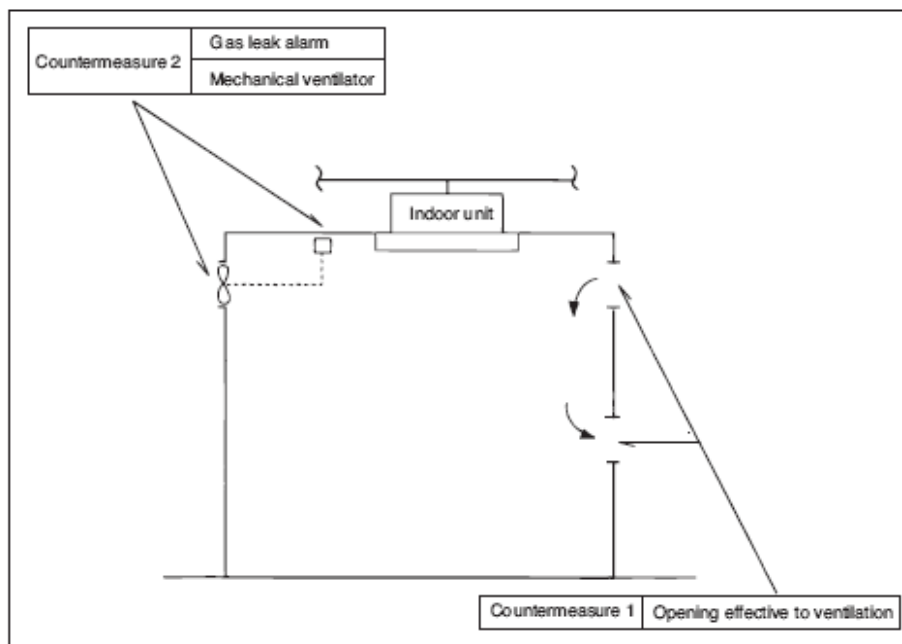 Countermeasure 2
Gas leak alarm
Mechanical ventilator
Indoor unit
Countermeasure 1
Opening effective to ventilation